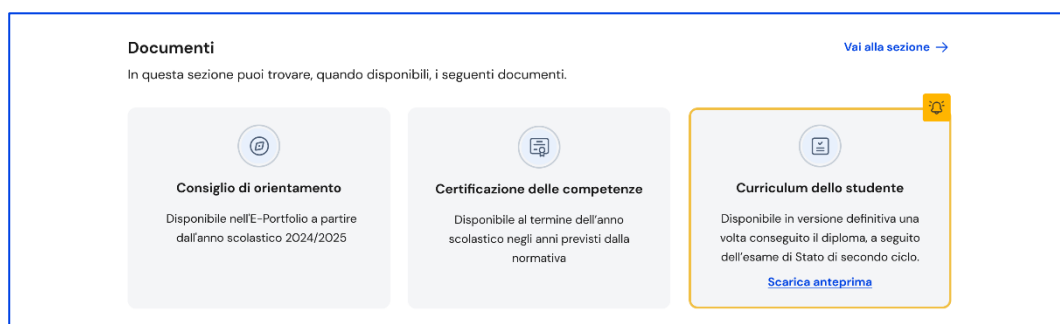 Documenti
Vai alla sezione →
In questa sezione puoi trovare, quando disponibili, i seguenti documenti.
Consiglio di orientamento
Disponibile nell'E-Portfolio a partire
dall'anno scolastico 2024/2025
Certificazione delle competenze
Disponibile al termine dell'anno
scolastico negli anni previsti dalla
normativa
Curriculum dello studente
Disponibile in versione definitiva una
volta conseguito il diploma, a seguito
dell'esame di Stato di secondo ciclo.
Scarica anteprima